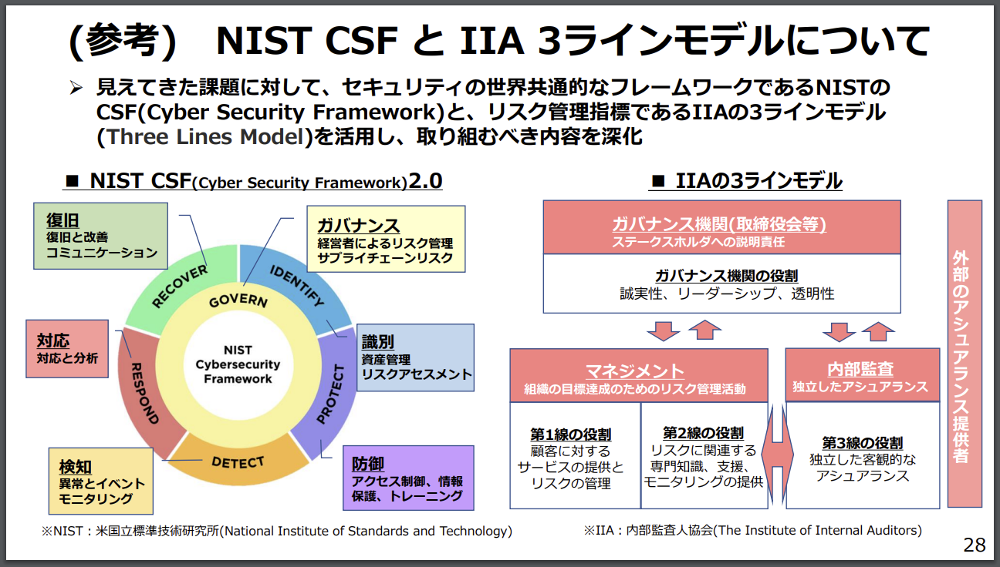 (参考) NIST CSF と IIA 3ラインモデルについて
➢ 見えてきた課題に対して、セキュリティの世界共通的なフレームワークであるNISTの
CSF(Cyber Security Framework)と、リスク管理指標であるIIAの3ラインモデル
(Three Lines Model)を活用し、取り組むべき内容を深化
■ NIST CSF(Cyber Security Framework)2.0
復旧
復旧と改善
コミュニケーション
ガバナンス
経営者によるリスク管理
サプライチェーンリスク
RECOVER
IDENTIFY
GOVERN
対応
対応と分析
識別
資産管理
リスクアセスメント
NIST
Cybersecurity
Framework
RESPOND
PROTECT
DETECT
検知
異常とイベント
モニタリング
防御
アクセス制御、情報
保護、トレーニング
※NIST：米国立標準技術研究所(National Institute of Standards and Technology)
■ IIAの3ラインモデル
ガバナンス機関(取締役会等)
ステークスホルダへの説明責任
ガバナンス機関の役割
誠実性、リーダーシップ、透明性
マネジメント
組織の目標達成のためのリスク管理活動
第1線の役割
顧客に対する
サービスの提供と
リスクの管理
第2線の役割
リスクに関連する
専門知識、支援、
モニタリングの提供
内部監査
独立したアシュアランス
第3線の役割
独立した客観的な
アシュアランス
外部のアシュアランス提供者
※IIA：内部監査人協会(The Institute of Internal Auditors)
28